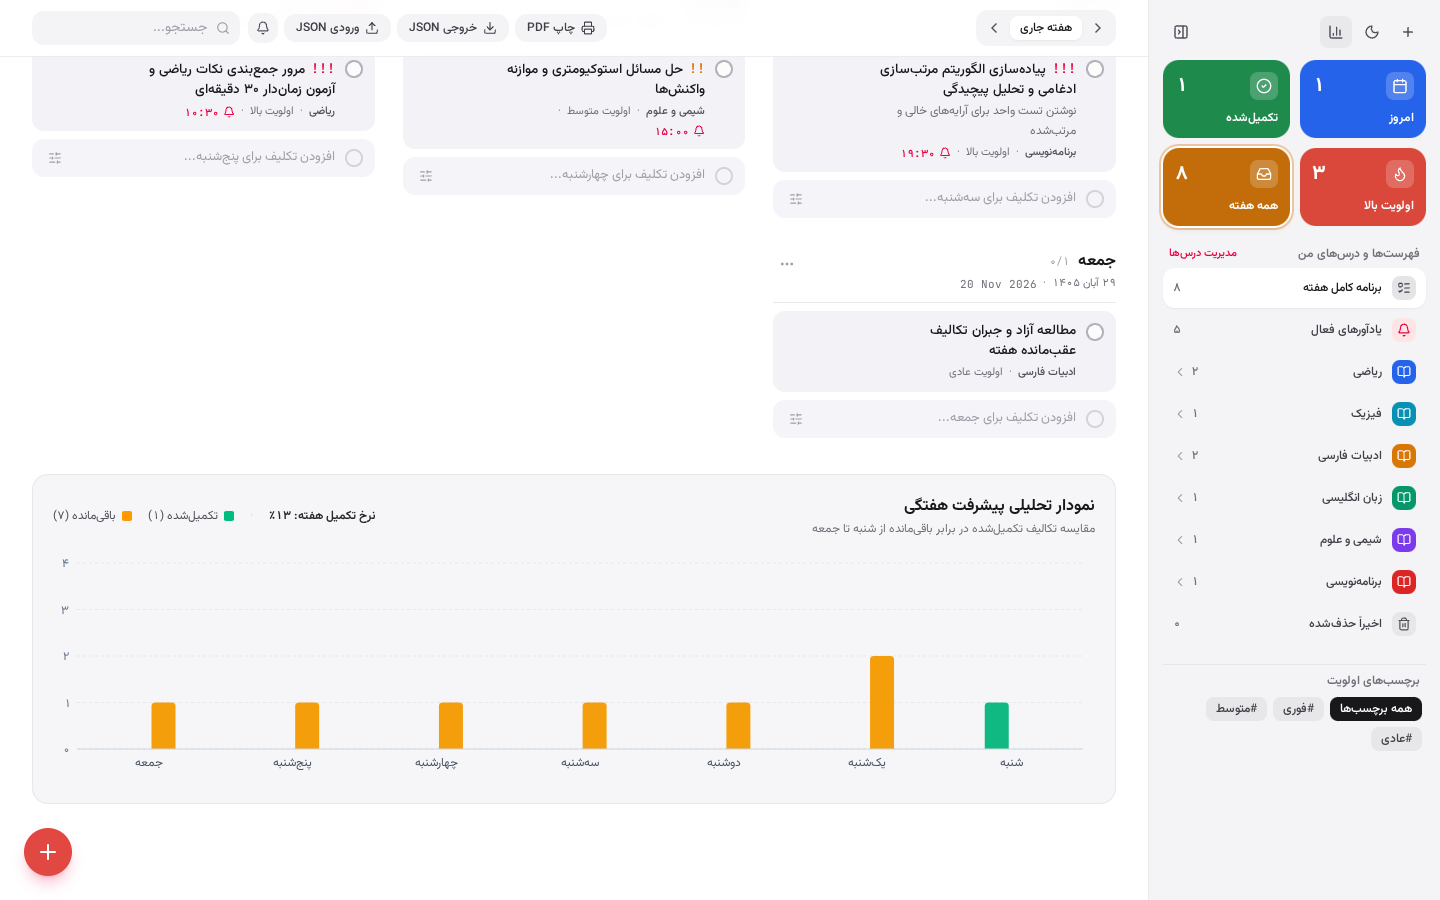 هفته جاری
چاپ PDF
خروجی JSON
ورودی JSON
جستجو...
۱
امروز
۱
تکمیل‌شده
۳
اولویت بالا
۸
همه هفته
فهرست‌ها و درس‌های من
مدیریت درس‌ها
برنامه کامل هفته ۸
یادآورهای فعال ۵
ریاضی ۲
فیزیک ۱
ادبیات فارسی ۲
زبان انگلیسی ۱
شیمی و علوم ۱
برنامه‌نویسی ۱
اخیراً حذف‌شده ۰
برچسب‌های اولویت
همه برچسب‌ها
#فوری
#متوسط
#عادی
!!! پیاده‌سازی الگوریتم مرتب‌سازی
ادغامی و تحلیل پیچیدگی
نوشتن تست واحد برای آرایه‌های خالی و
مرتب‌شده
برنامه‌نویسی · اولویت بالا · ۱۹:۳۰
افزودن تکلیف برای سه‌شنبه...
!! حل مسائل استوکیومتری و موازنه
واکنش‌ها
شیمی و علوم · اولویت متوسط ·
۱۵:۰۰
افزودن تکلیف برای چهارشنبه...
!!! مرور جمع‌بندی نکات ریاضی و
آزمون زمان‌دار ۳۰ دقیقه‌ای
ریاضی · اولویت بالا · ۱۰:۳۰
افزودن تکلیف برای پنج‌شنبه...
جمعه ۰/۱
۲۹ آبان ۱۴۰۵ · 20 Nov 2026
مطالعه آزاد و جبران تکالیف
عقب‌مانده هفته
ادبیات فارسی · اولویت عادی
افزودن تکلیف برای جمعه...
نمودار تحلیلی پیشرفت هفتگی
مقایسه تکالیف تکمیل‌شده در برابر باقی‌مانده از شنبه تا جمعه
نرخ تکمیل هفته: ۱۳٪ · تکمیل‌شده (۱) باقی‌مانده (۷)
۴
۳
۲
۱
۰
شنبه
یک‌شنبه
دوشنبه
سه‌شنبه
چهارشنبه
پنج‌شنبه
جمعه